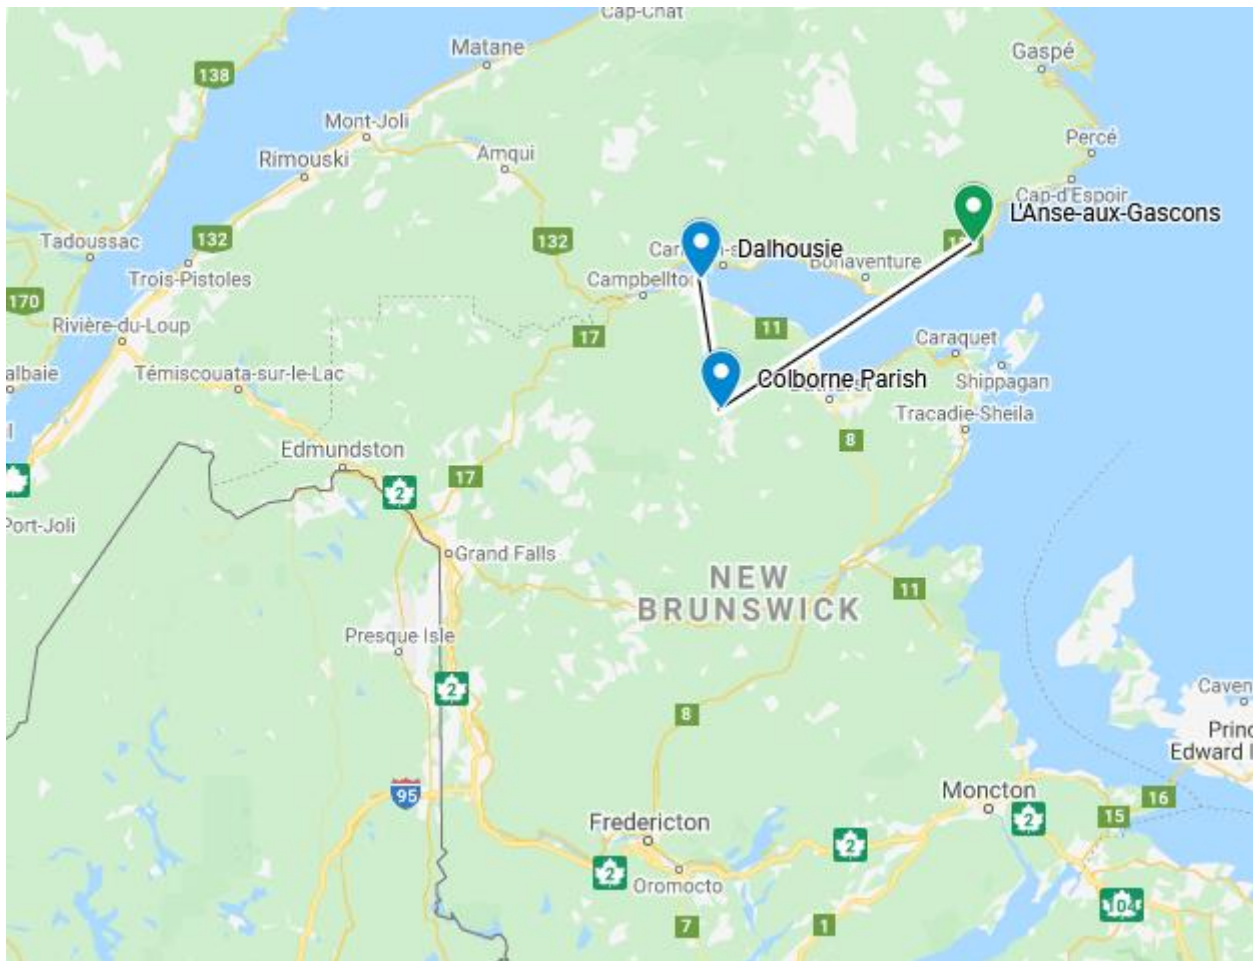 Cap-Chat
Matane
Gaspé
138
Mont-Joli
Percé
Rimouski
Amqui
Cap-d'Espoir
L'Anse-aux-Gascons
Tadoussac
132
132
Dalhousie
Bonaventure
Trois-Pistoles
Campbellton
170
Rivière-du-Loup
11
17
Caraquet
albaie
Témiscouata-sur-le-Lac
Colborne Parish
Shippagan
Tracadie-Sheila
8
Edmundston
17
2
Port-Joli
Grand Falls
NEW
BRUNSWICK
11
Presque Isle
2
Caven
8
Princ
Edward I
95
Moncton
16
15
2
Fredericton
2
2
Oromocto
104
7
1